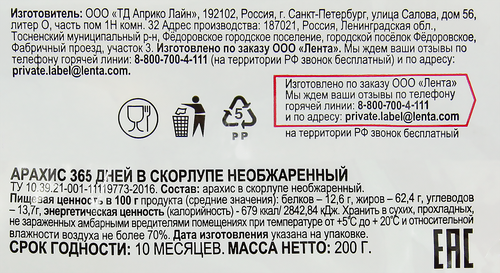 Изготовитель: ООО «ТД Априко Лайн», 192102, Россия, г. Санкт-Петербург, улица Салова, дом 56,
литер О, часть пом 1Н комн. 32 Адрес производства: 187021, Россия, Ленинградская обл.,
Тосненский муниципальный р-н, Фёдоровское городское поселение, городской посёлок Фёдоровское,
Фабричный проезд, участок 3. Изготовлено по заказу ООО «Лента». Мы ждем ваши отзывы по
телефону горячей линии: 8-800-700-4-111 (на территории РФ звонок бесплатный) и по адресу:
private.label@lenta.com
Изготовлено по заказу ООО «Лента»
Мы ждем ваши отзывы по телефону
горячей линии: 8-800-700-4-111
и по адресу: private.label@lenta.com
на территории РФ звонок бесплатный
5
PP
АРАХИС 365 ДНЕЙ В СКОРЛУПЕ НЕОБЖАРЕННЫЙ
ТУ 10.39.21-001-11119773-2016. Состав: арахис в скорлупе необжаренный.
Пищевая ценность в 100 г продукта (средние значения): белков – 12,6 г, жиров – 62,4 г, углеводов
– 13,7г, энергетическая ценность (калорийность) - 679 ккал/ 2842,84 кДж. Хранить в сухих, прохладных,
не зараженных амбарными вредителями помещениях при температуре от +5°С до + 20°С и относительной
влажности воздуха не более 70%. Дата изготовления указана на упаковке.
СРОК ГОДНОСТИ: 10 МЕСЯЦЕВ. МАССА НЕТТО: 200 Г.
ЕАС